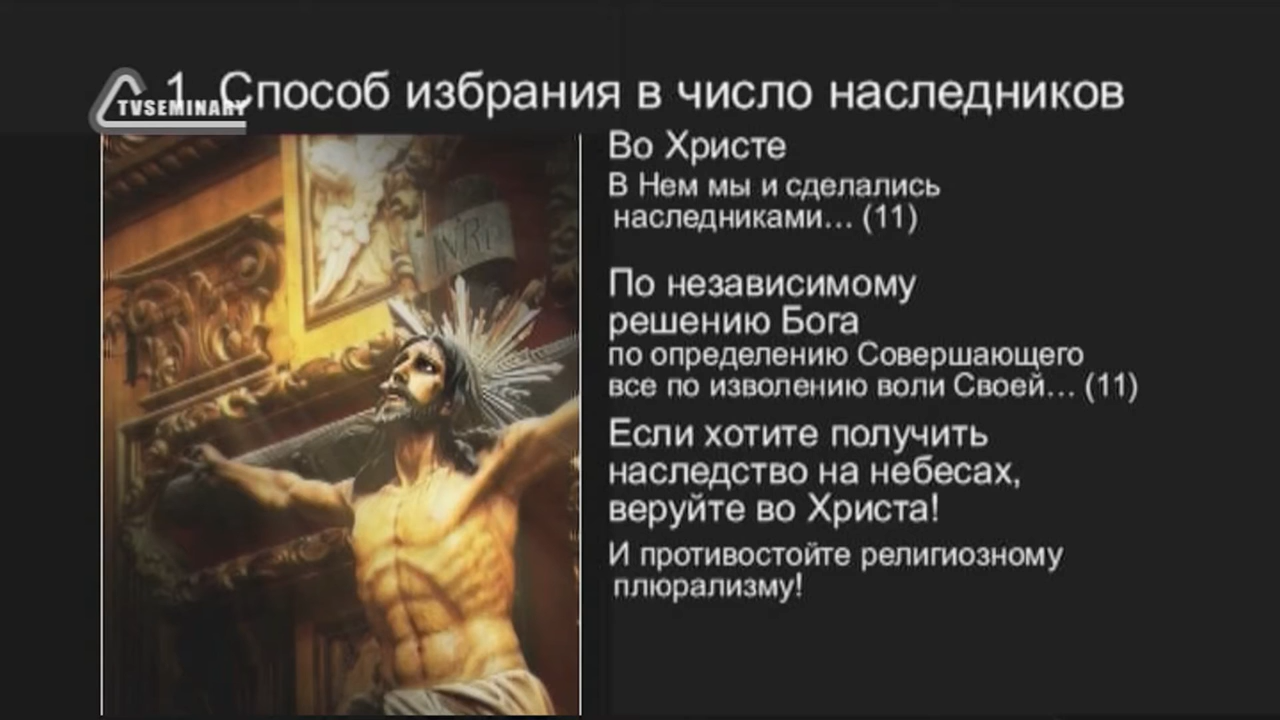 1. Способ избрания в число наследников
TVSEMINARY
Во Христе
В Нем мы и сделались
наследниками... (11)
INRI
По независимому
решению Бога
по определению Совершающего
все по изволению воли Своей... (11)
Если хотите получить
наследство на небесах,
веруйте во Христа!
И противостойте религиозному
плюрализму!